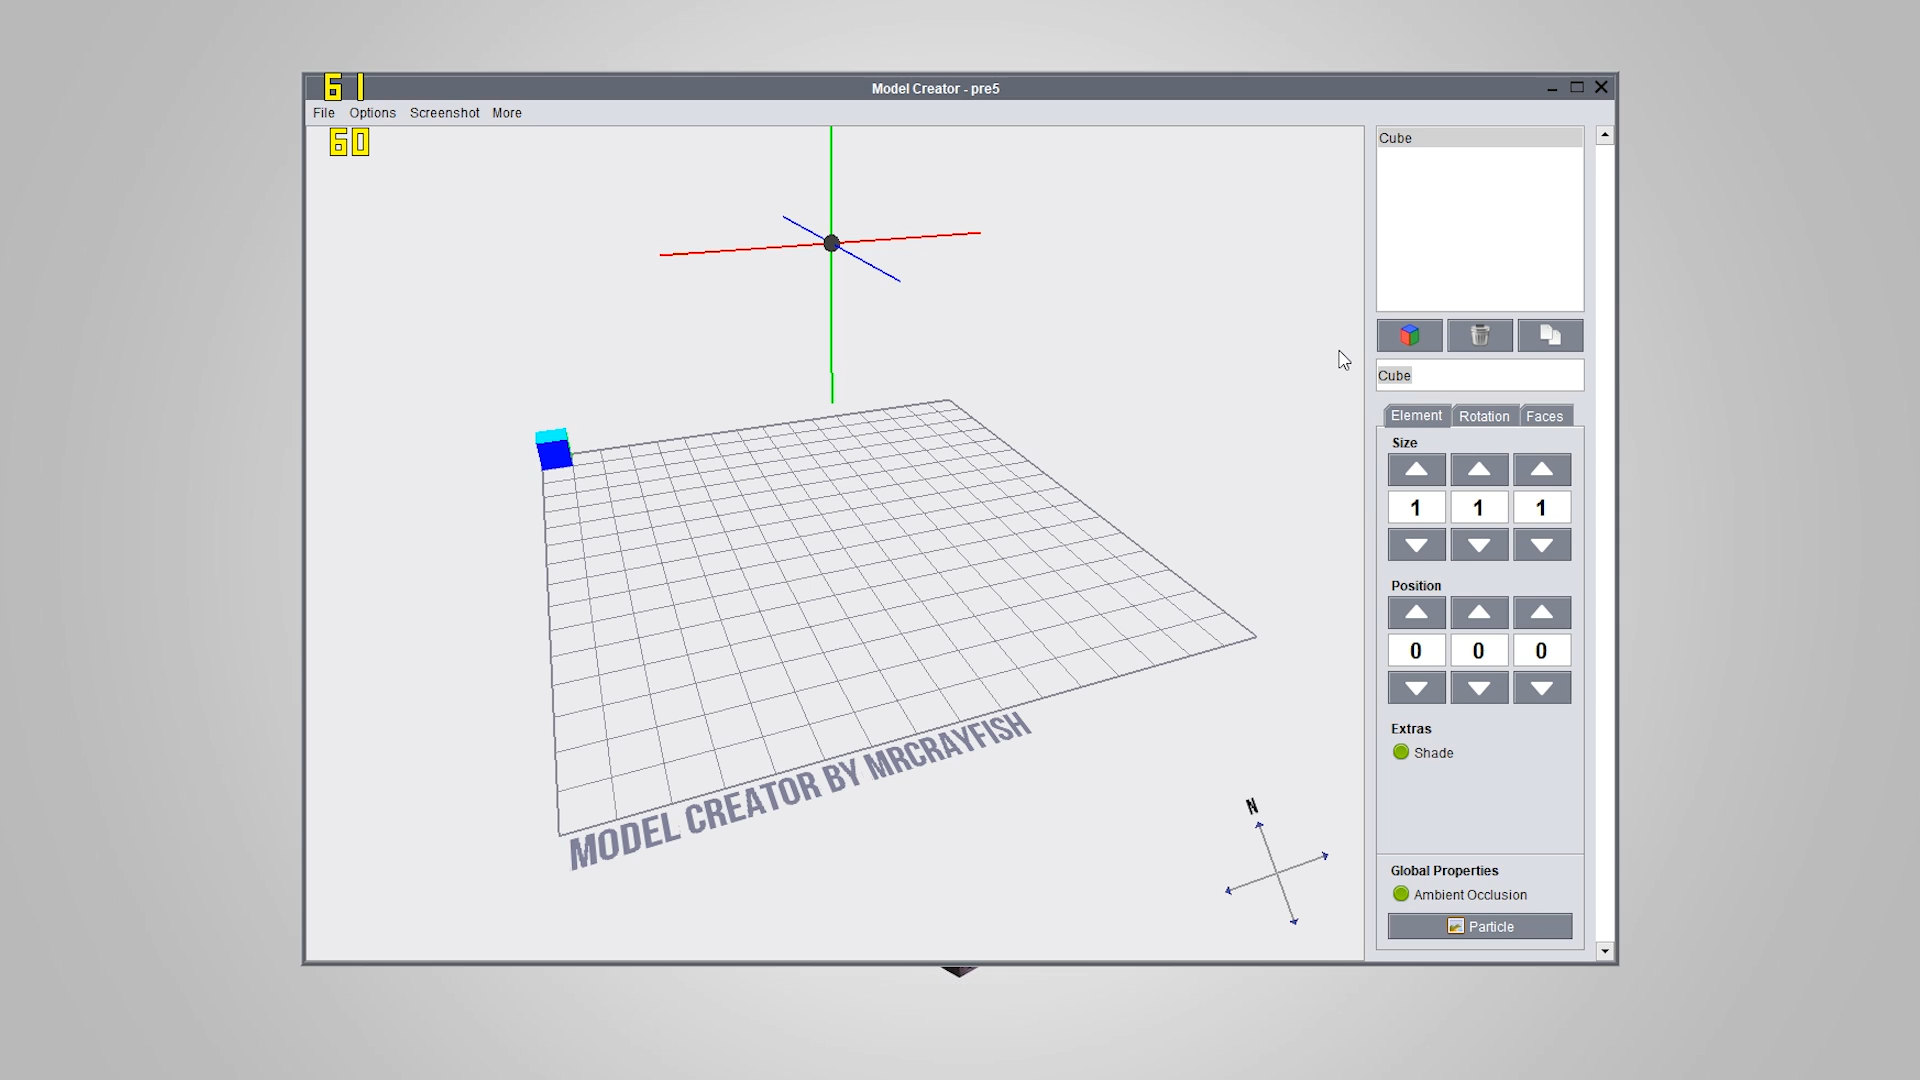 61
Model Creator - pre5
File Options Screenshot More
60
Cube
Cube
Element Rotation Faces
Size
1 1 1
Position
0 0 0
Extras
Shade
MODEL CREATOR BY MRCRAYFISH
N
Global Properties
Ambient Occlusion
Particle